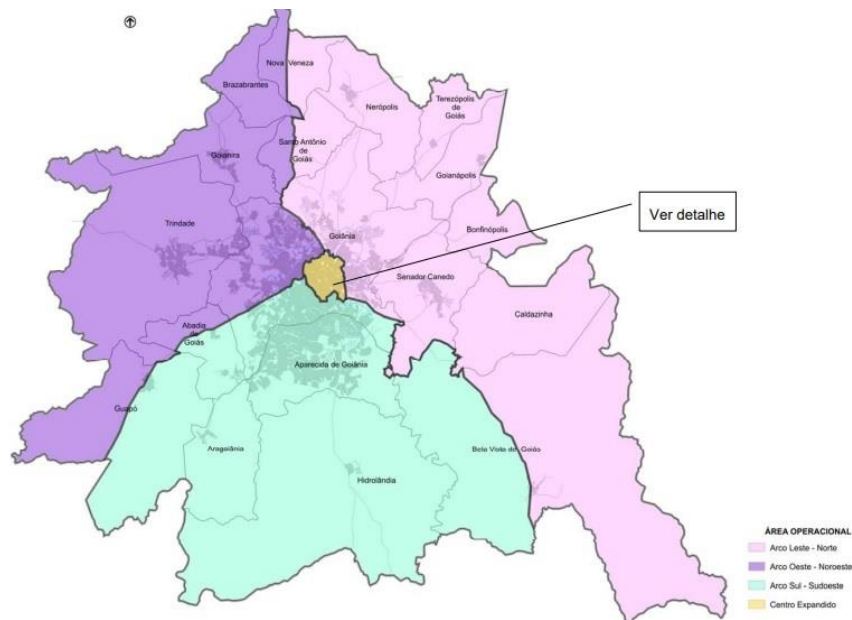 Nova Veneza
Brazabrantes
Nerópolis
Terezópolis
de
Goiás
Santo Antônio
de
Goiás
Goianira
Goianápolis
Ver detalhe
Trindade
Goiânia
Bonfinópolis
Senador Canedo
Caldazinha
Abadia
de
Goiás
Aparecida de Goiânia
Guapó
Aragoiânia
Bela Vista de Goiás
Hidrolândia
ÁREA OPERACIONAL
Arco Leste - Norte
Arco Oeste - Noroeste
Arco Sul - Sudoeste
Centro Expandido